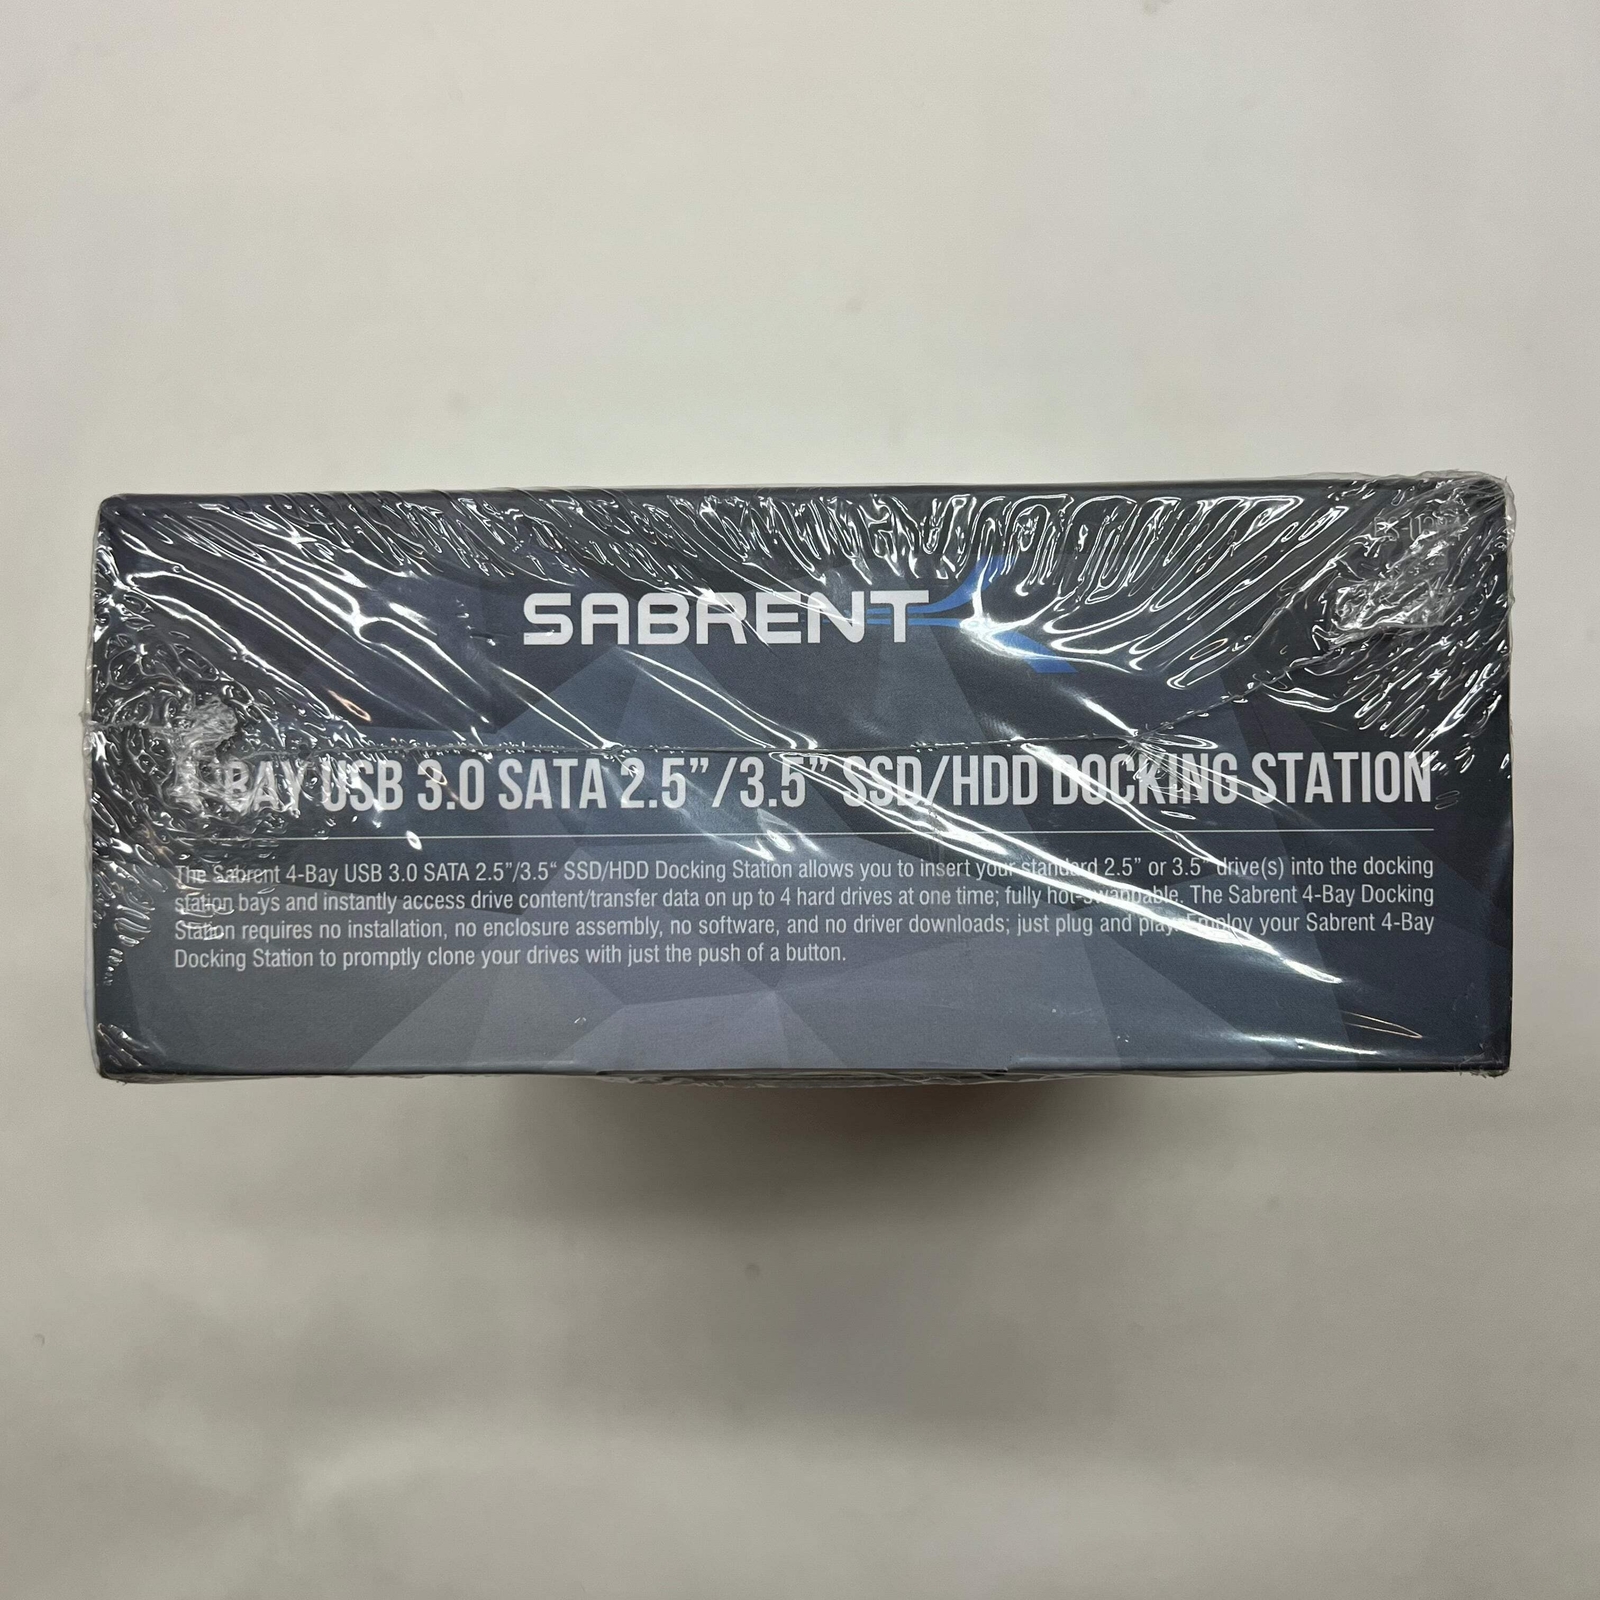 SABRENT
4-BAY USB 3.0 SATA 2.5”/3.5” SSD/HDD DOCKING STATION
The Sabrent 4-Bay USB 3.0 SATA 2.5”/3.5“ SSD/HDD Docking Station allows you to insert your standard 2.5” or 3.5” drive(s) into the docking
station bays and instantly access drive content/transfer data on up to 4 hard drives at one time; fully hot-swappable. The Sabrent 4-Bay Docking
Station requires no installation, no enclosure assembly, no software, and no driver downloads; just plug and play. Employ your Sabrent 4-Bay
Docking Station to promptly clone your drives with just the push of a button.